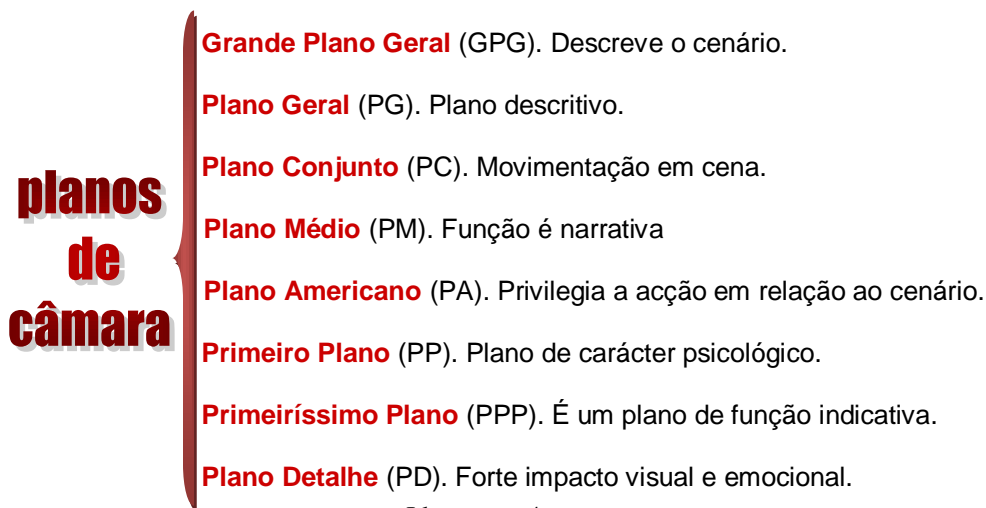 planos
de
câmara
Grande Plano Geral (GPG). Descreve o cenário.
Plano Geral (PG). Plano descritivo.
Plano Conjunto (PC). Movimentação em cena.
Plano Médio (PM). Função é narrativa
Plano Americano (PA). Privilegia a acção em relação ao cenário.
Primeiro Plano (PP). Plano de carácter psicológico.
Primeiríssimo Plano (PPP). É um plano de função indicativa.
Plano Detalhe (PD). Forte impacto visual e emocional.